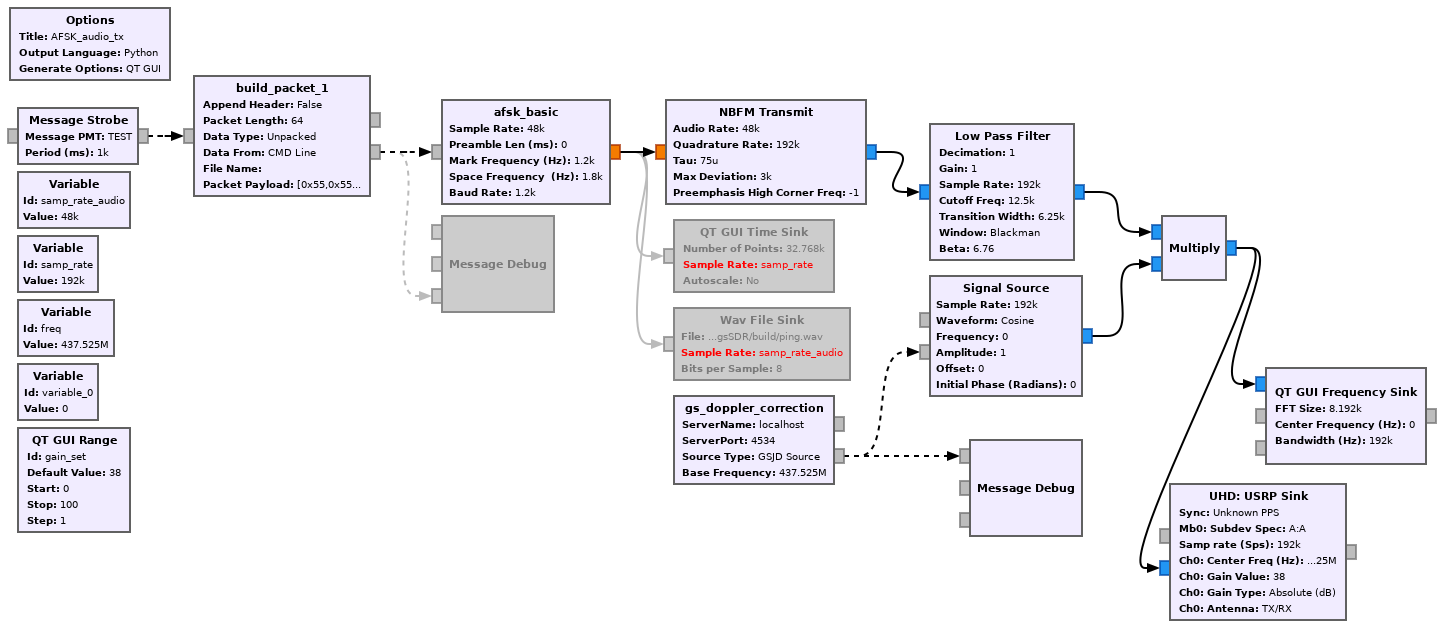 Options
Title: AFSK_audio_tx
Output Language: Python
Generate Options: QT GUI
Message Strobe
Message PMT: TEST
Period (ms): 1k
Variable
Id: samp_rate_audio
Value: 48k
Variable
Id: samp_rate
Value: 192k
Variable
Id: freq
Value: 437.525M
Variable
Id: variable_0
Value: 0
QT GUI Range
Id: gain_set
Default Value: 38
Start: 0
Stop: 100
Step: 1
build_packet_1
Append Header: False
Packet Length: 64
Data Type: Unpacked
Data From: CMD Line
File Name:
Packet Payload: [0x55,0x55...
afsk_basic
Sample Rate: 48k
Preamble Len (ms): 0
Mark Frequency (Hz): 1.2k
Space Frequency  (Hz): 1.8k
Baud Rate: 1.2k
Message Debug
NBFM Transmit
Audio Rate: 48k
Quadrature Rate: 192k
Tau: 75u
Max Deviation: 3k
Preemphasis High Corner Freq: -1
QT GUI Time Sink
Number of Points: 32.768k
Sample Rate: samp_rate
Autoscale: No
Wav File Sink
File: ...gsSDR/build/ping.wav
Sample Rate: samp_rate_audio
Bits per Sample: 8
gs_doppler_correction
ServerName: localhost
ServerPort: 4534
Source Type: GSJD Source
Base Frequency: 437.525M
Low Pass Filter
Decimation: 1
Gain: 1
Sample Rate: 192k
Cutoff Freq: 12.5k
Transition Width: 6.25k
Window: Blackman
Beta: 6.76
Signal Source
Sample Rate: 192k
Waveform: Cosine
Frequency: 0
Amplitude: 1
Offset: 0
Initial Phase (Radians): 0
Message Debug
Multiply
QT GUI Frequency Sink
FFT Size: 8.192k
Center Frequency (Hz): 0
Bandwidth (Hz): 192k
UHD: USRP Sink
Sync: Unknown PPS
Mb0: Subdev Spec: A:A
Samp rate (Sps): 192k
Ch0: Center Freq (Hz): ...25M
Ch0: Gain Value: 38
Ch0: Gain Type: Absolute (dB)
Ch0: Antenna: TX/RX